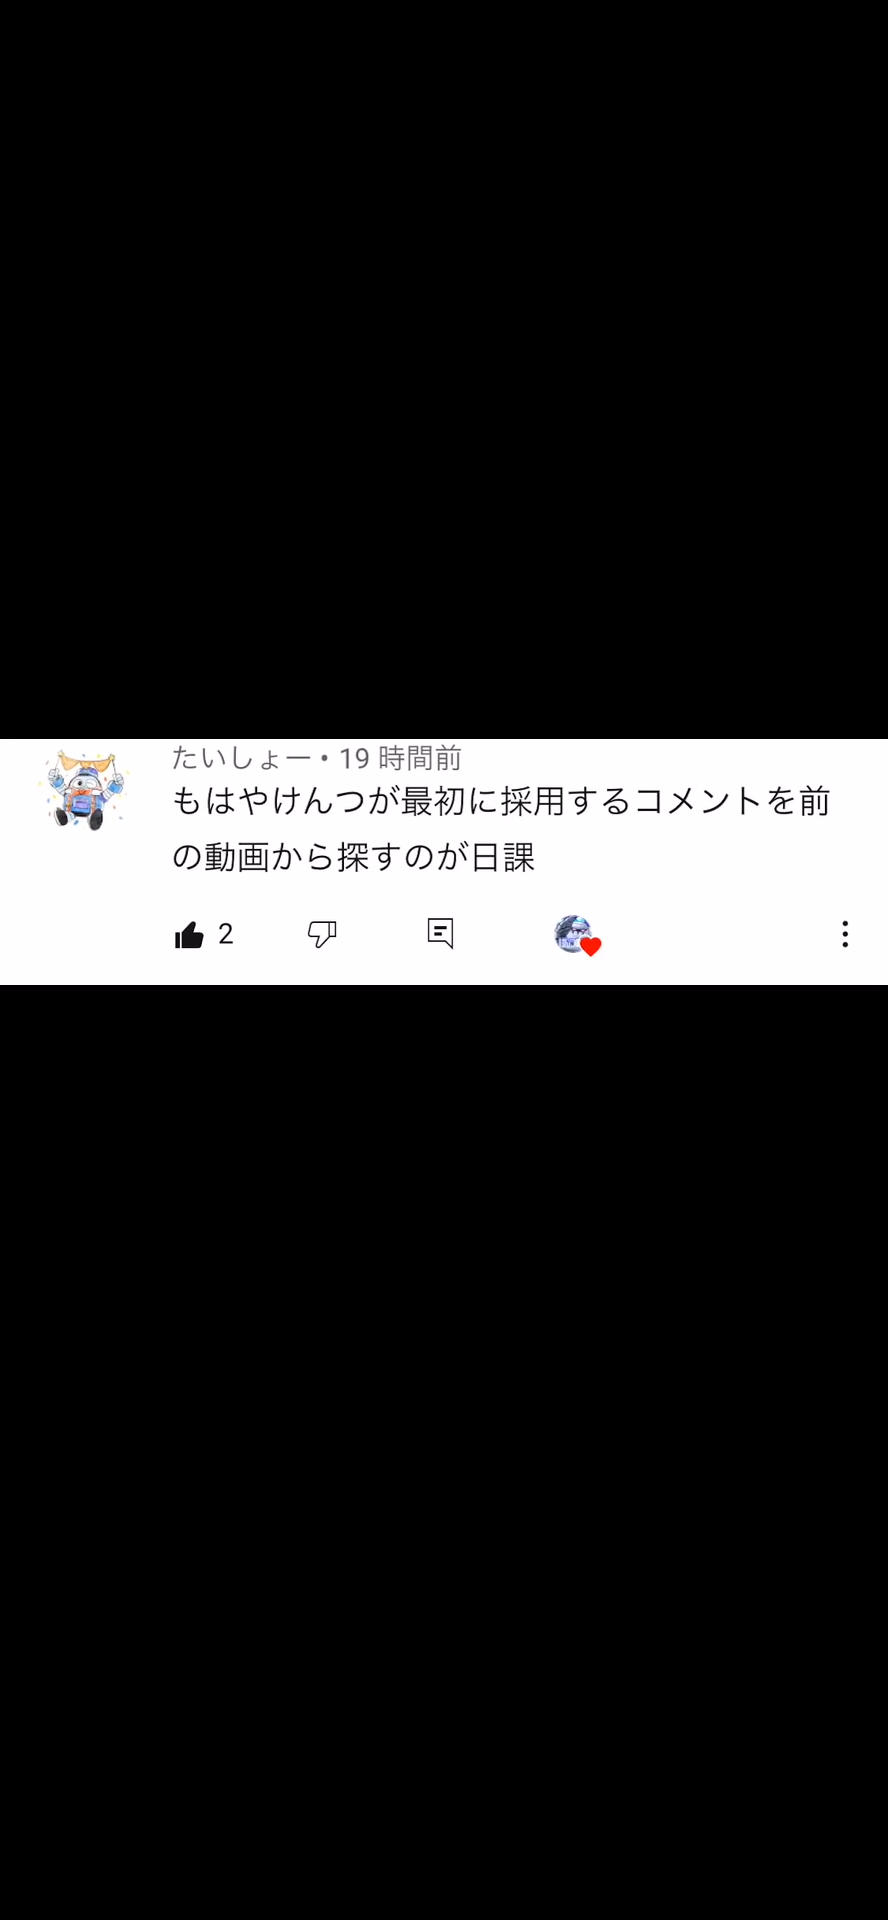 たいしょー・19 時間前
もはやけんつが最初に採用するコメントを前
の動画から探すのが日課
2